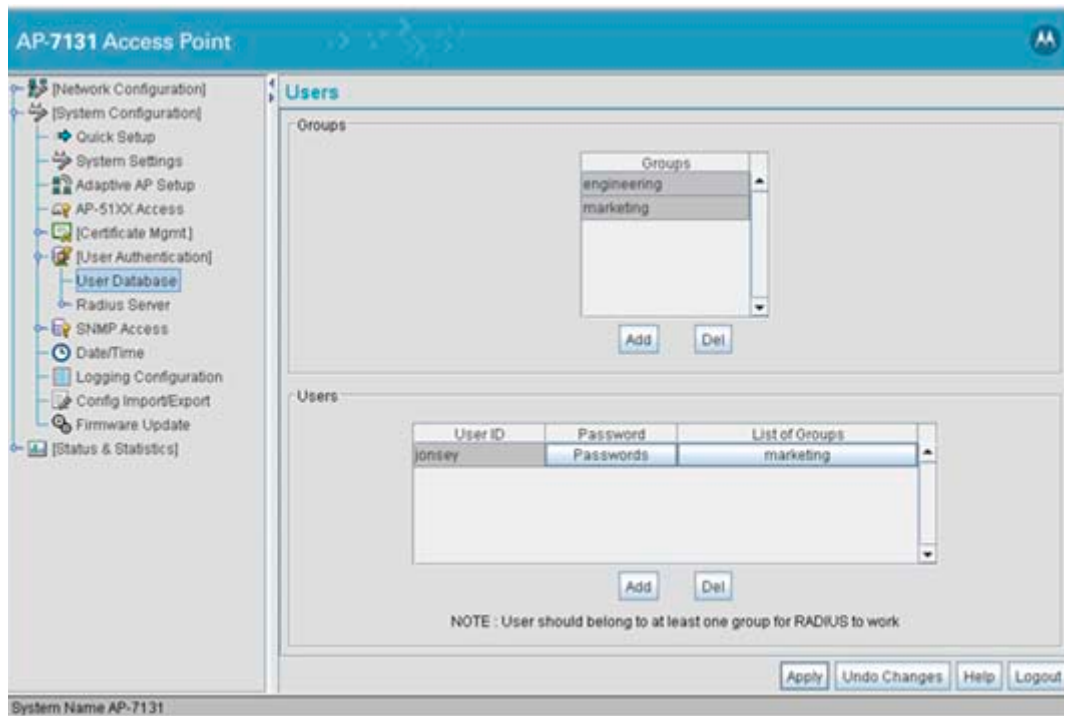 AP-7131 Access Point
[Network Configuration]
[System Configuration]
Quick Setup
System Settings
Adaptive AP Setup
AP-51XX Access
[Certificate Mgmt]
[User Authentication]
User Database
Radius Server
SNMP Access
Date/Time
Logging Configuration
Config Import/Export
Firmware Update
[Status & Statistics]
Users
Groups
Groups
engineering
marketing
Add Del
Users
User ID Password List of Groups
jonsey Passwords marketing
Add Del
NOTE : User should belong to at least one group for RADIUS to work
Apply Undo Changes Help Logout
System Name AP-7131